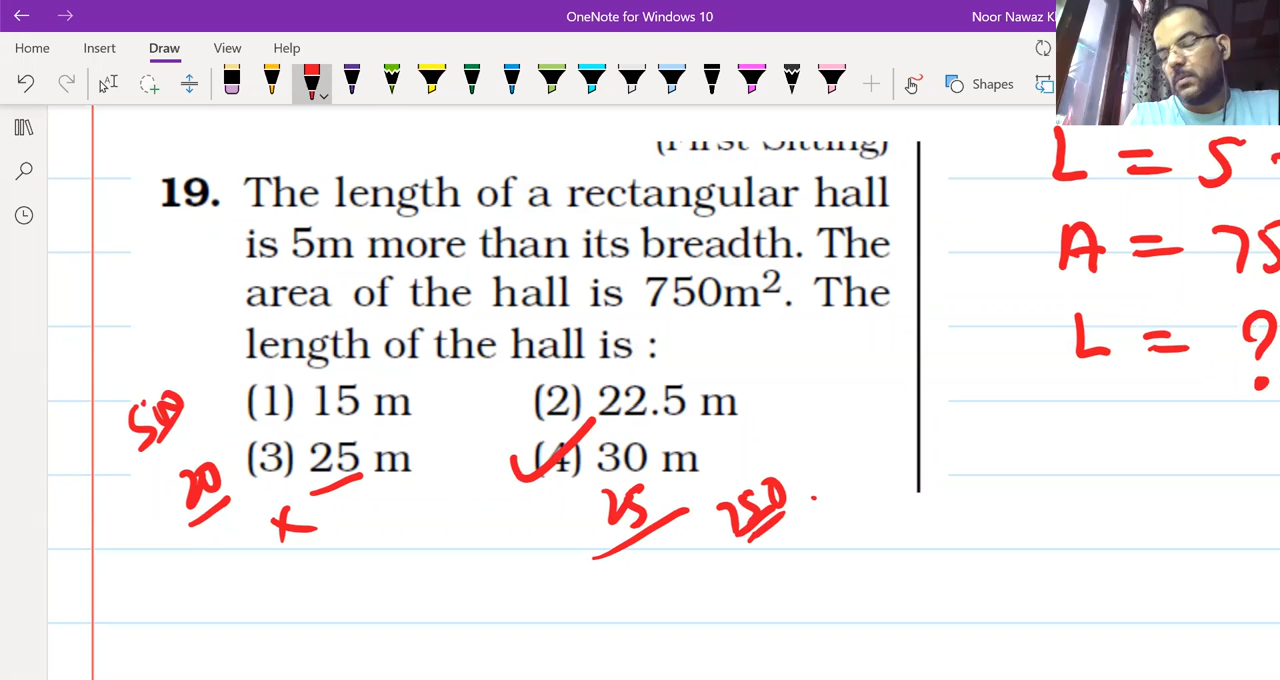 OneNote for Windows 10
Noor Nawaz K
Home Insert Draw View Help
Shapes
(First Sitting)
19. The length of a rectangular hall
is 5m more than its breadth. The
area of the hall is 750m². The
length of the hall is :
(1) 15 m (2) 22.5 m
(3) 25 m (4) 30 m
500
20
×
25
250
L = 5
A = 75
L = ?